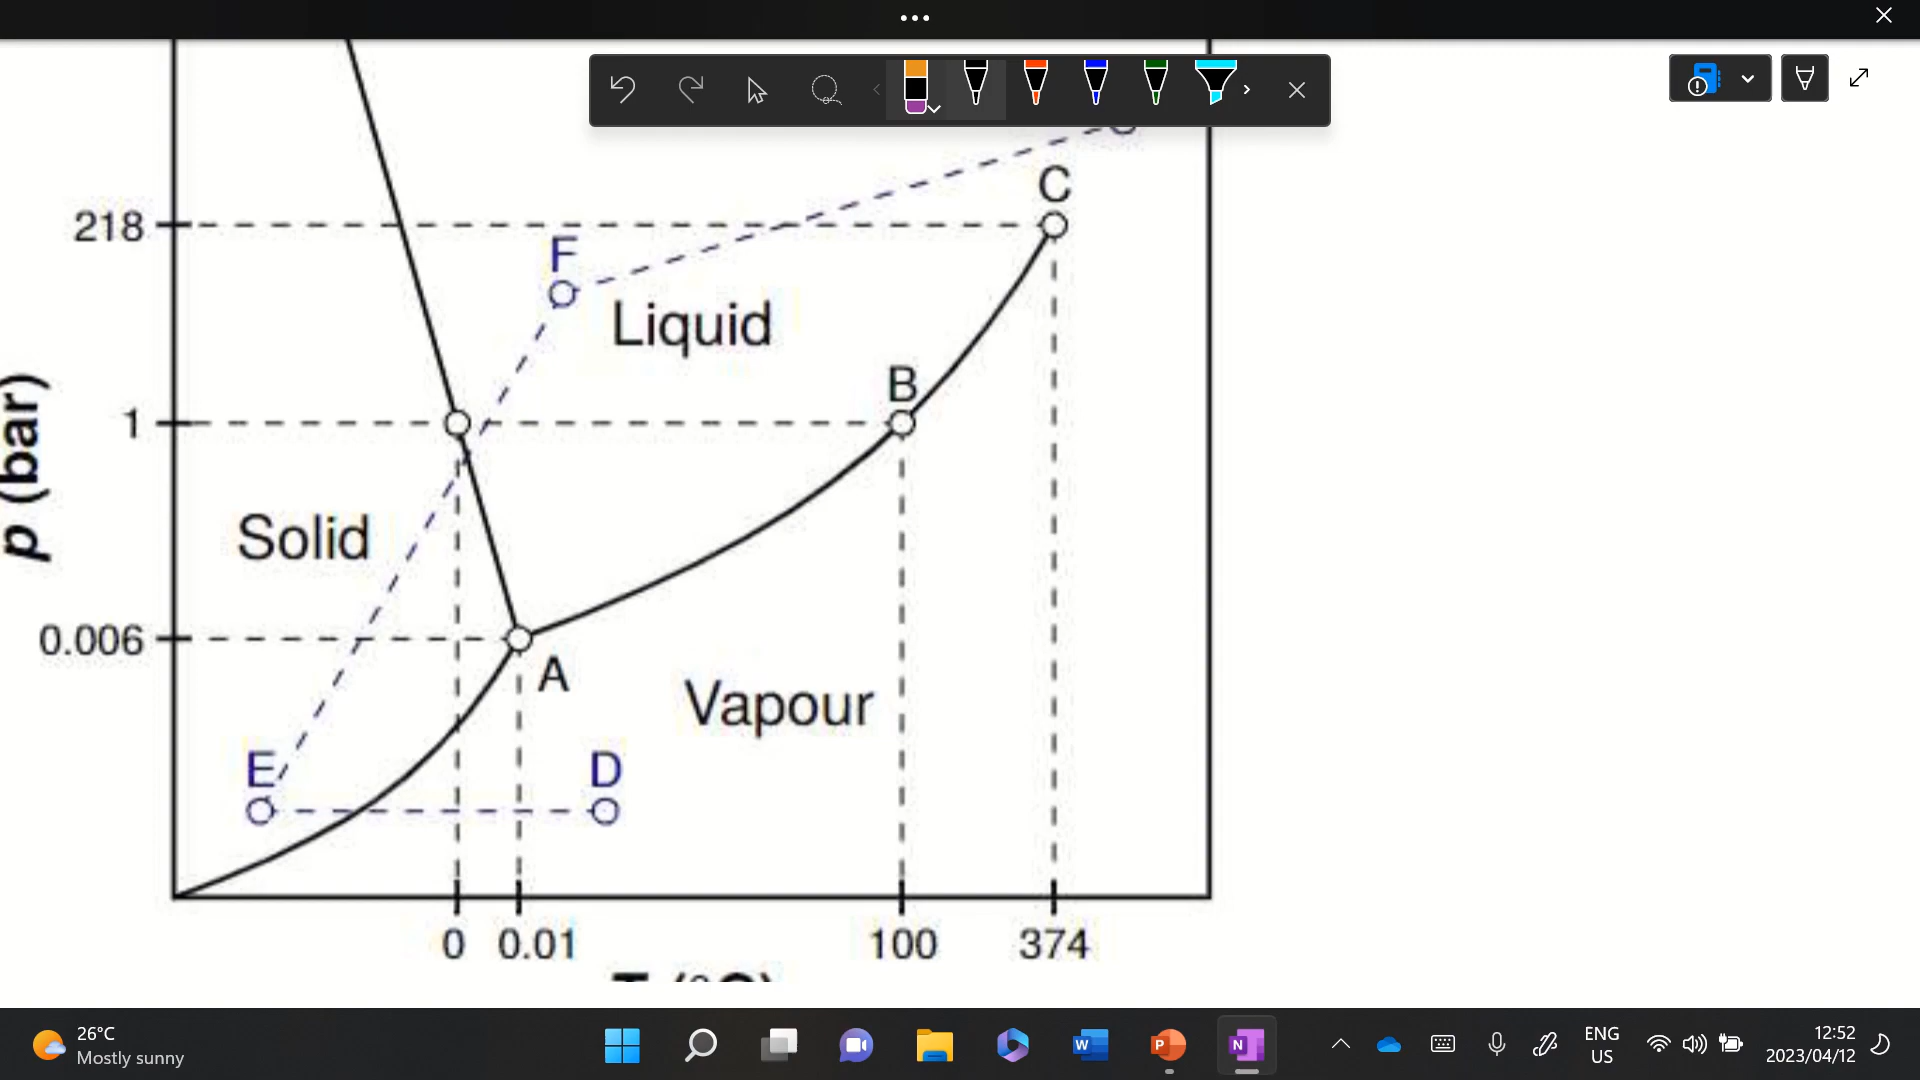 218
C
F
Liquid
B
1
p (bar)
Solid
0.006
A
Vapour
E
D
0
0.01
100
374
26°C
Mostly sunny
W
P
N
ENG
US
12:52
2023/04/12